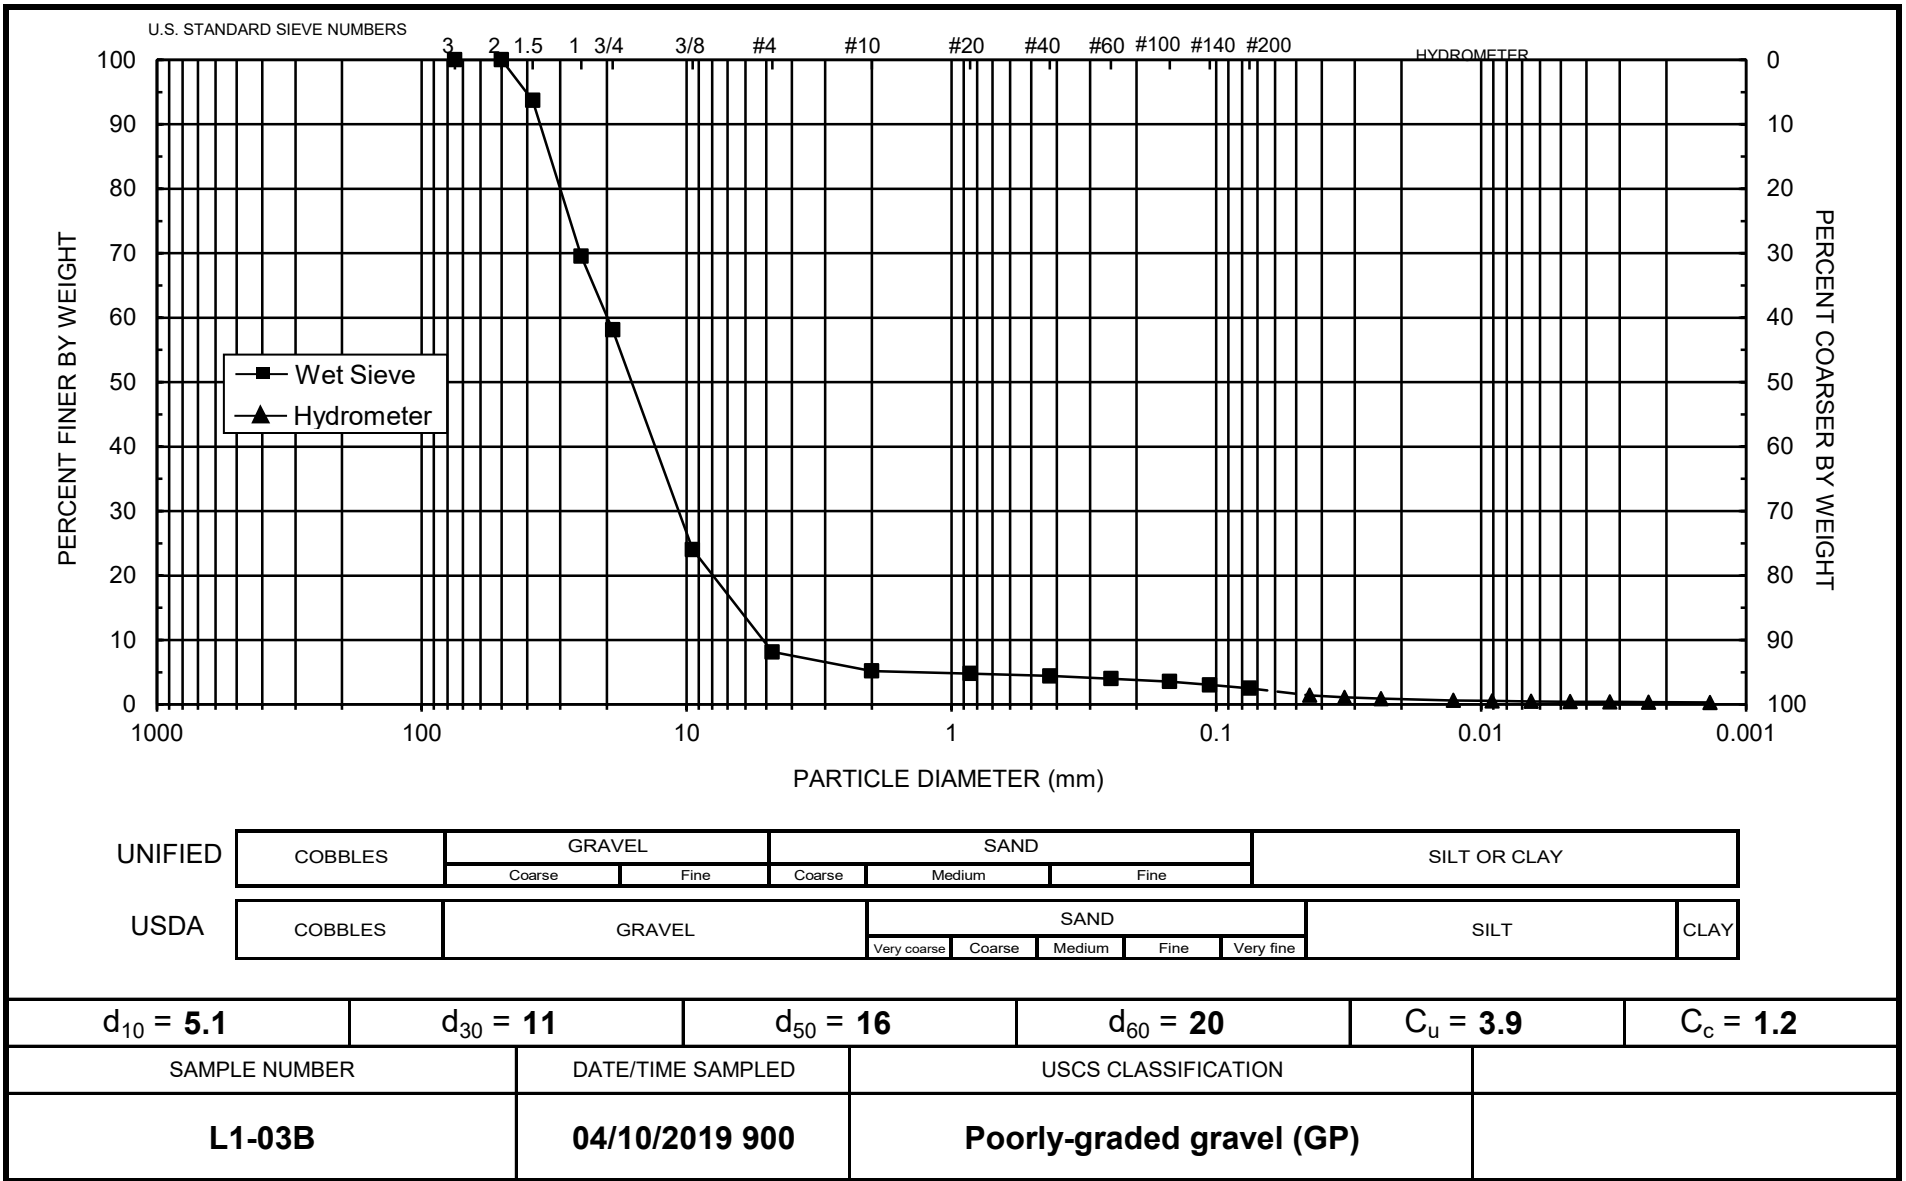 U.S. STANDARD SIEVE NUMBERS
HYDROMETER
3 2 1.5 1 3/4 3/8 #4 #10 #20 #40 #60 #100 #140 #200
100 0
90 10
80 20
70 30
60 40
50 50
40 60
30 70
20 80
10 90
0 100
PERCENT FINER BY WEIGHT
PERCENT COARSER BY WEIGHT
Wet Sieve
Hydrometer
1000 100 10 1 0.1 0.01 0.001
PARTICLE DIAMETER (mm)
UNIFIED
COBBLES GRAVEL SAND SILT OR CLAY
Coarse Fine Coarse Medium Fine
USDA
COBBLES GRAVEL SAND SILT CLAY
Very coarse Coarse Medium Fine Very fine
d10 = 5.1 d30 = 11 d50 = 16 d60 = 20 Cu = 3.9 Cc = 1.2
SAMPLE NUMBER DATE/TIME SAMPLED USCS CLASSIFICATION
L1-03B 04/10/2019 900 Poorly-graded gravel (GP)